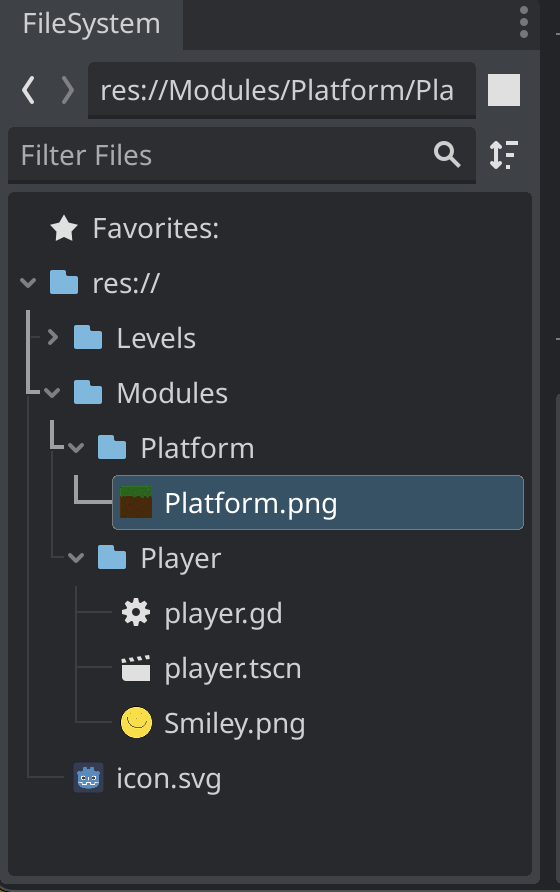 FileSystem
res://Modules/Platform/Pla
Filter Files
Favorites:
res://
Levels
Modules
Platform
Platform.png
Player
player.gd
player.tscn
Smiley.png
icon.svg